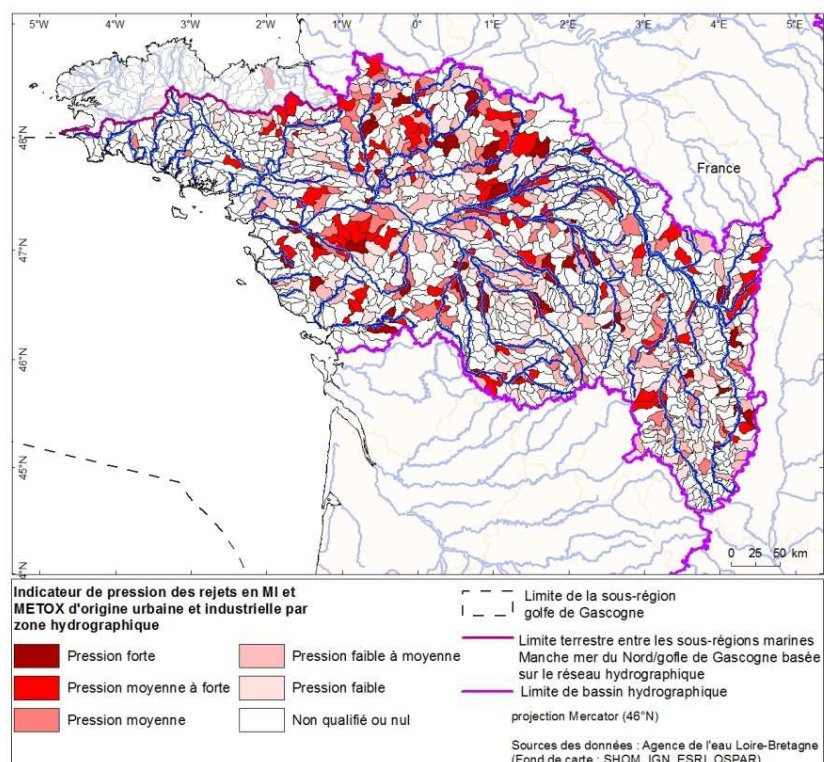 5°W 4°W 3°W 2°W 1°W 0° 1°E 2°E 3°E 4°E 5°E
48°N
France
47°N
46°N
45°N
4°N
0 25 50 km
Indicateur de pression des rejets en MI et
METOX d'origine urbaine et industrielle par
zone hydrographique
Pression forte
Pression moyenne à forte
Pression moyenne
Pression faible à moyenne
Pression faible
Non qualifié ou nul
Limite de la sous-région
golfe de Gascogne
Limite terrestre entre les sous-régions marines
Manche mer du Nord/gofle de Gascogne basée
sur le réseau hydrographique
Limite de bassin hydrographique
projection Mercator (46°N)
Sources des données : Agence de l'eau Loire-Bretagne
(Fond de carte : SHOM, IGN, ESRI, OSPAR)